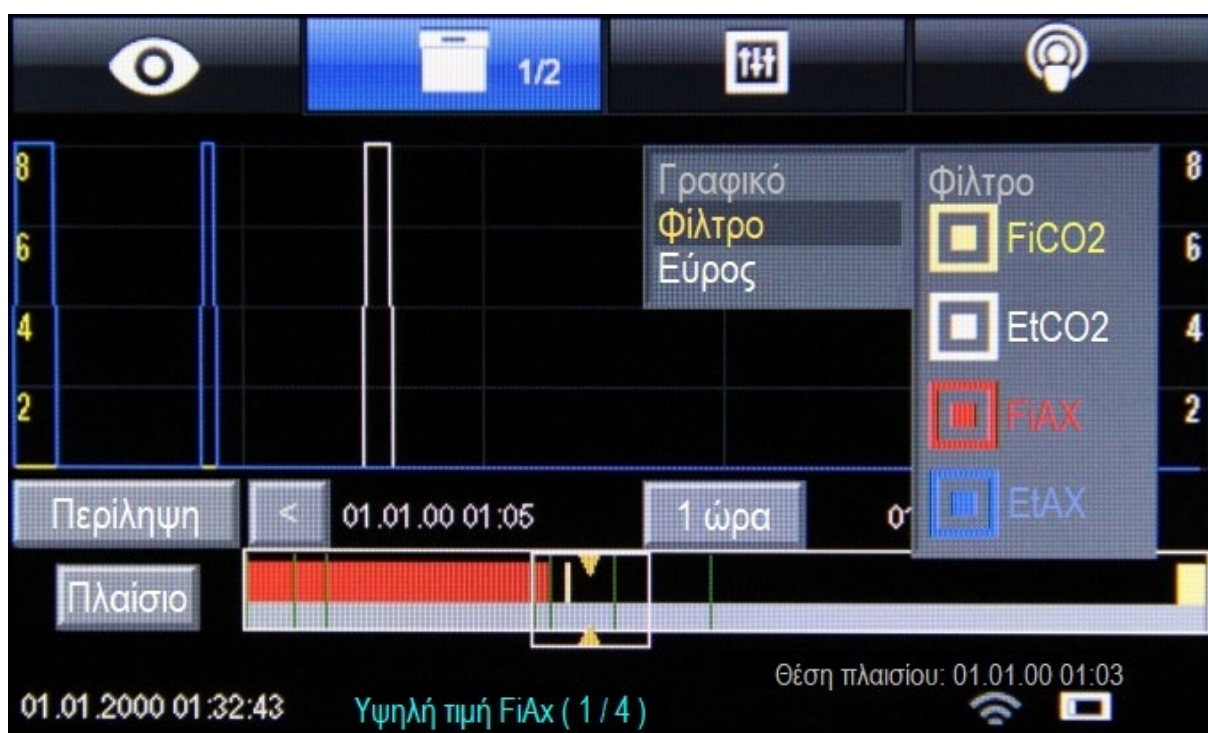 1/2
8
6
4
2
Γραφικό
Φίλτρο
Εύρος
Φίλτρο
FiCO2
EtCO2
FiAX
EtAX
8
6
4
2
Περίληψη
<
01.01.00 01:05
1 ώρα
Πλαίσιο
Θέση πλαισίου: 01.01.00 01:03
01.01.2000 01:32:43
Υψηλή τιμή FiAx ( 1 / 4 )